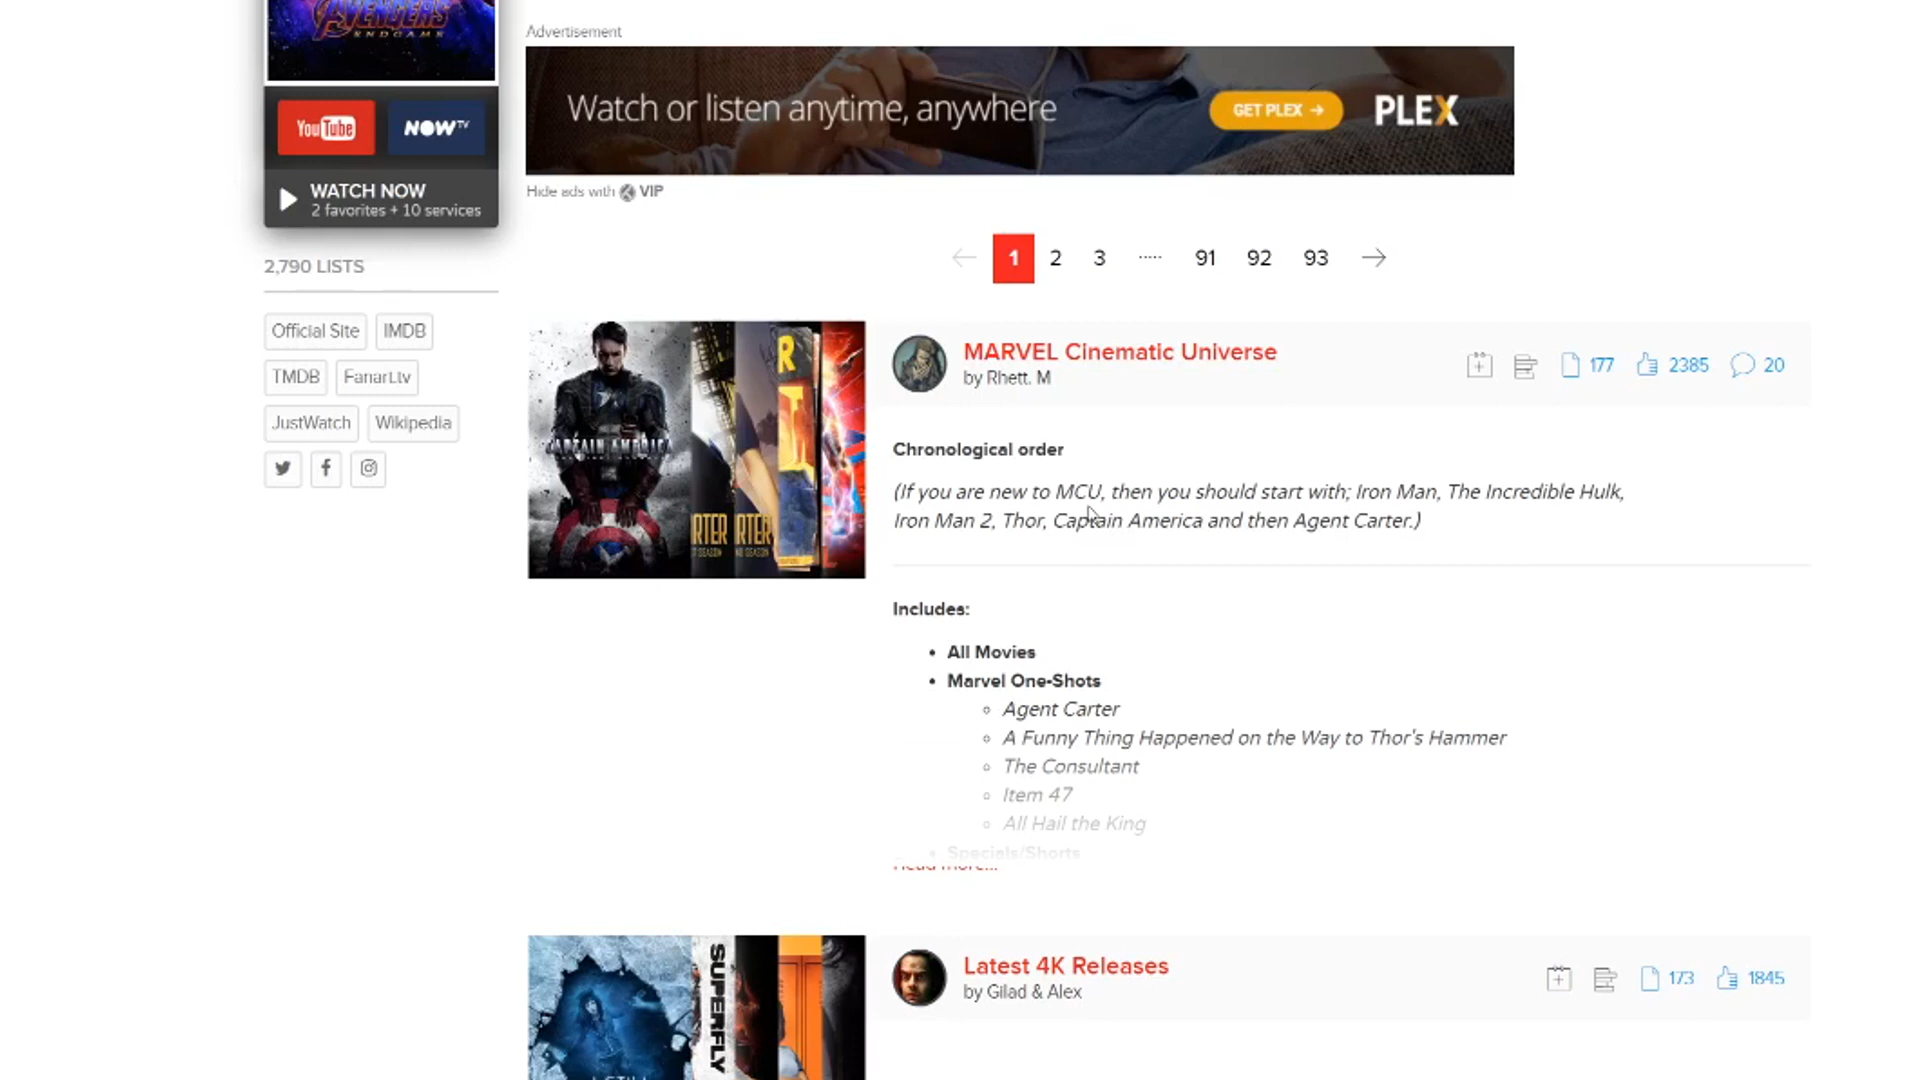 AVENGERS
ENDGAME
YouTube
NOW TV
WATCH NOW
2 favorites + 10 services
2,790 LISTS
Official Site
IMDB
TMDB
Fanart.tv
JustWatch
Wikipedia
Advertisement
Watch or listen anytime, anywhere
GET PLEX →
PLEX
Hide ads with VIP
← 1 2 3 ..... 91 92 93 →
CAPTAIN AMERICA
RTER
RTER
MARVEL Cinematic Universe
by Rhett. M
177
2385
20
Chronological order
(If you are new to MCU, then you should start with; Iron Man, The Incredible Hulk,
Iron Man 2, Thor, Captain America and then Agent Carter.)
Includes:
• All Movies
• Marvel One-Shots
◦ Agent Carter
◦ A Funny Thing Happened on the Way to Thor's Hammer
◦ The Consultant
◦ Item 47
◦ All Hail the King
• Specials/Shorts
Read more...
SUPERFLY
Latest 4K Releases
by Gilad & Alex
173
1845